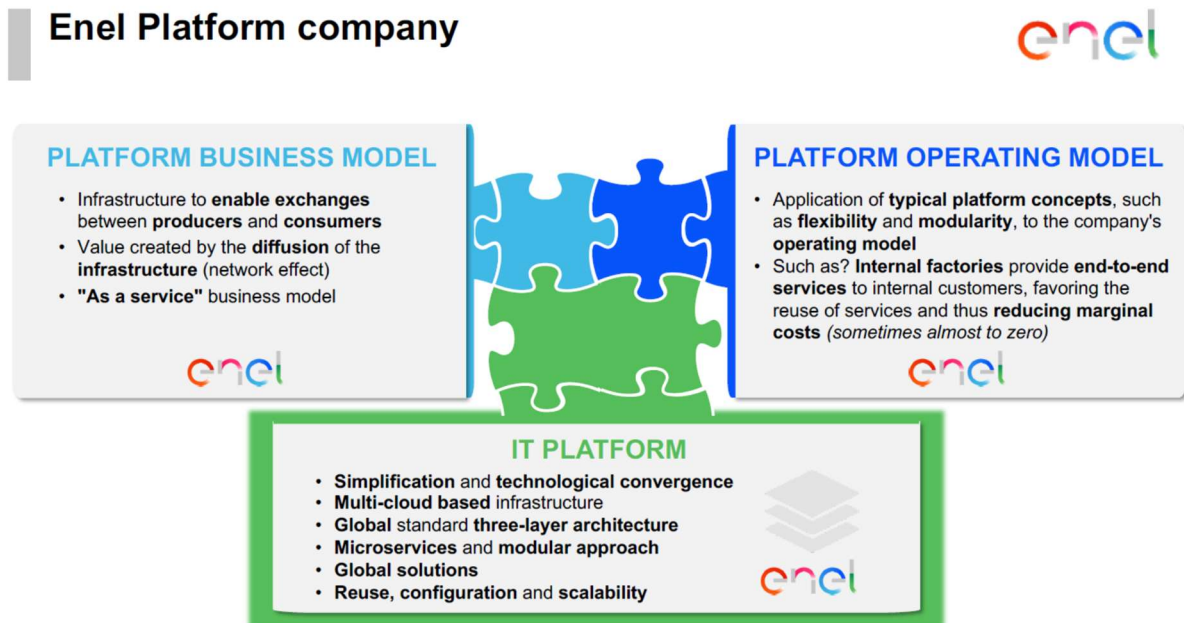 Enel Platform company
enel
PLATFORM BUSINESS MODEL
• Infrastructure to enable exchanges
between producers and consumers
• Value created by the diffusion of the
infrastructure (network effect)
• "As a service" business model
enel
PLATFORM OPERATING MODEL
• Application of typical platform concepts, such
as flexibility and modularity, to the company's
operating model
• Such as? Internal factories provide end-to-end
services to internal customers, favoring the
reuse of services and thus reducing marginal
costs (sometimes almost to zero)
enel
IT PLATFORM
• Simplification and technological convergence
• Multi-cloud based infrastructure
• Global standard three-layer architecture
• Microservices and modular approach
• Global solutions
• Reuse, configuration and scalability
enel